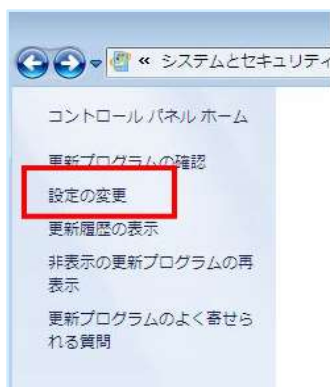 « システムとセキュリティ
コントロール パネル ホーム
更新プログラムの確認
設定の変更
更新履歴の表示
非表示の更新プログラムの再
表示
更新プログラムのよく寄せら
れる質問